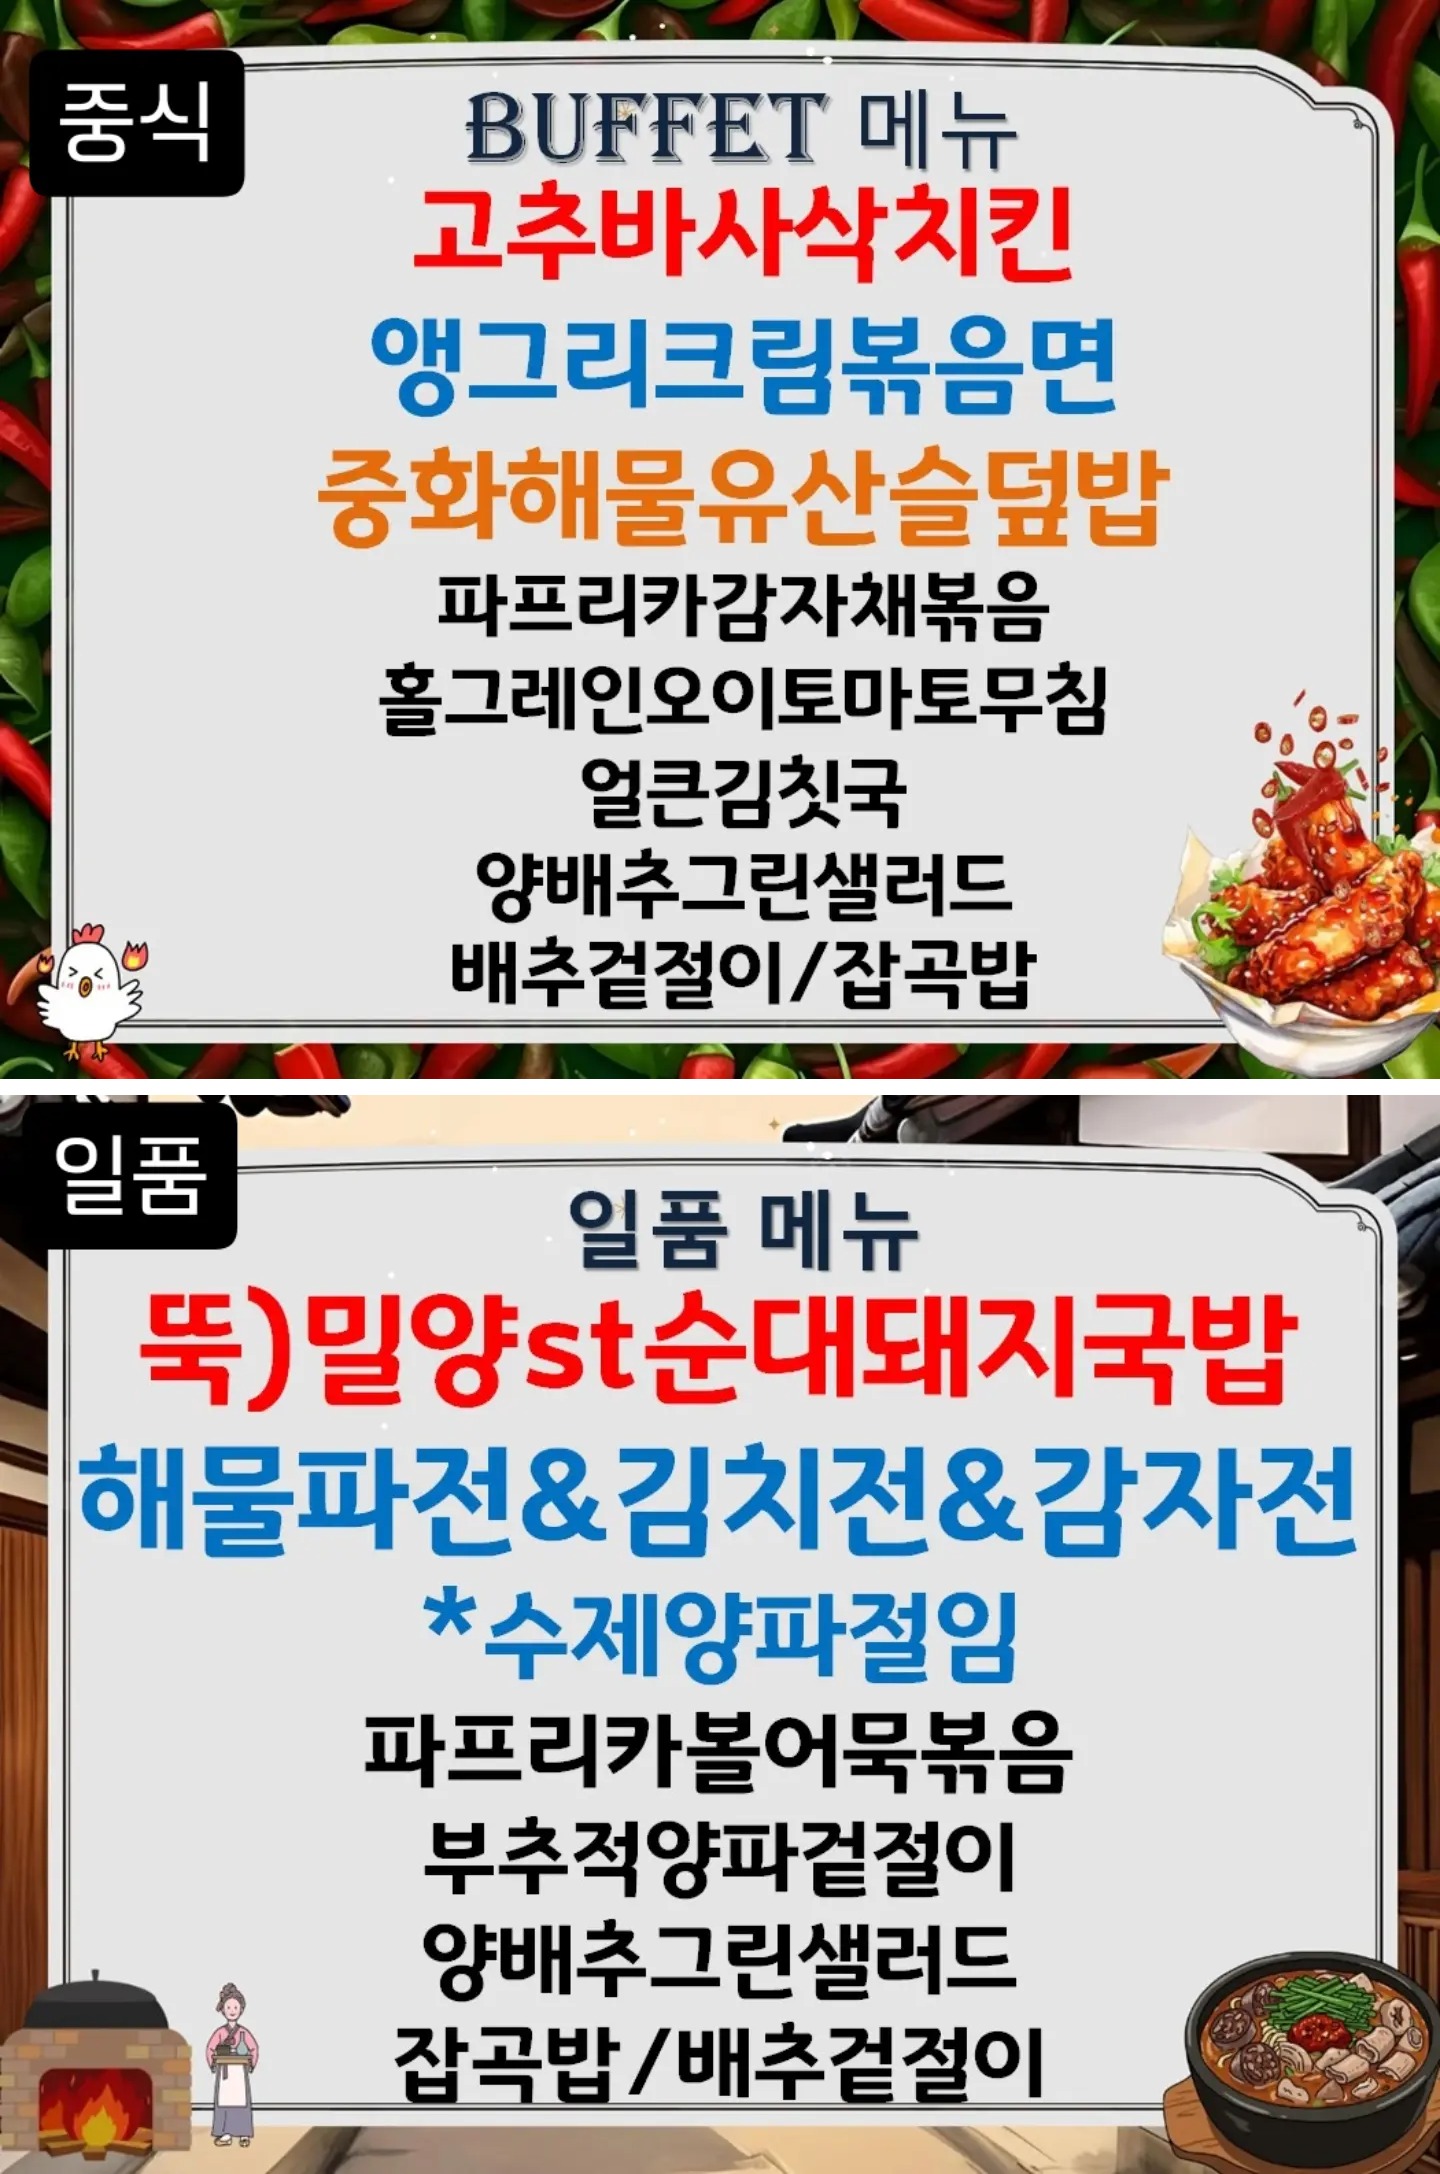 중식
BUFFET 메뉴
고추바사삭치킨
앵그리크림볶음면
중화해물유산슬덮밥
파프리카감자채볶음
홀그레인오이토마토무침
얼큰김칫국
양배추그린샐러드
배추겉절이/잡곡밥
일품
일품 메뉴
뚝)밀양st순대돼지국밥
해물파전&김치전&감자전
*수제양파절임
파프리카볼어묵볶음
부추적양파겉절이
양배추그린샐러드
잡곡밥/배추겉절이